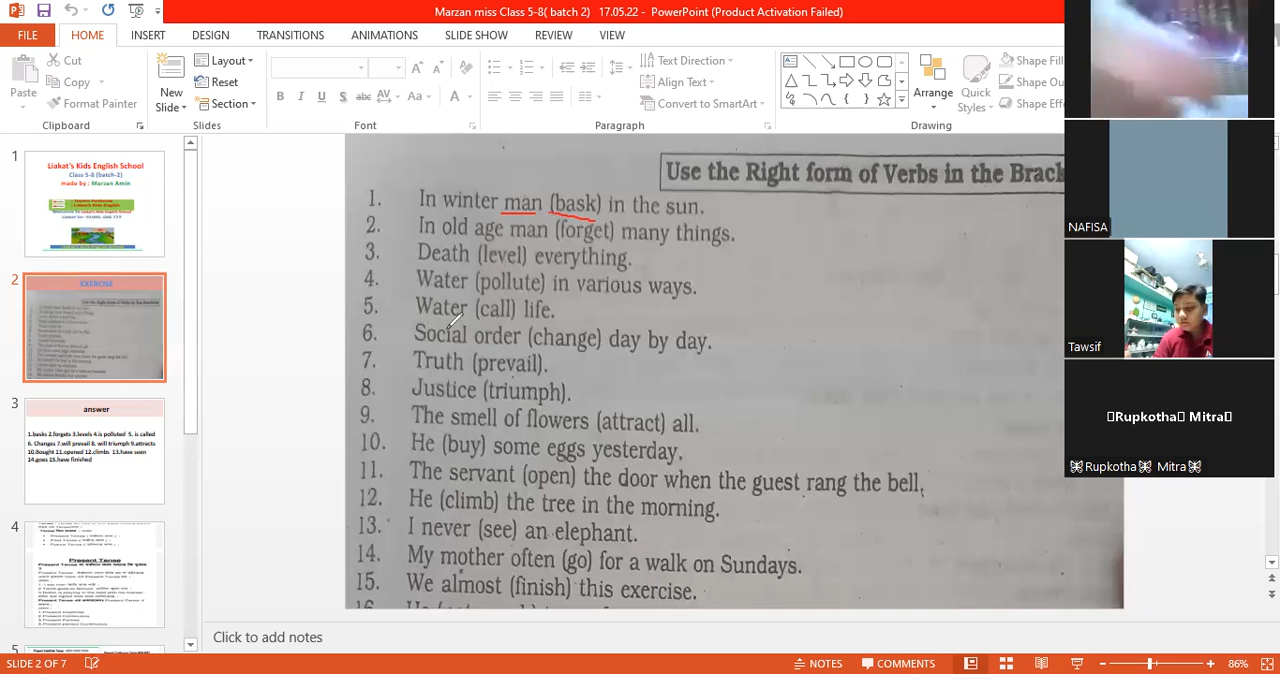 Marzan miss Class 5-8( batch 2)   17.05.22 -  PowerPoint (Product Activation Failed)
FILE HOME INSERT DESIGN TRANSITIONS ANIMATIONS SLIDE SHOW REVIEW VIEW
Paste
Cut
Copy
Format Painter
Clipboard
New Slide
Layout
Reset
Section
Slides
B I U S abc AV Aa A
Font
Text Direction
Align Text
Convert to SmartArt
Paragraph
Arrange
Quick Styles
Shape Fill
Shape Ou
Shape Effe
Drawing
1
Liakat's Kids English School
Class 5-8 (batch-2)
made by : Marzan Amin
2
EXERCISE
3
answer
1.basks 2.forgets 3.levels 4.is polluted 5. is called
6. Changes 7.will prevail 8. will triumph 9.attracts
10.Bought 11.opened 12.climbs 13.have seen
14.goes 15.have finished
4
Present Tense
5
Use the Right form of Verbs in the Brack
1. In winter man (bask) in the sun.
2. In old age man (forget) many things.
3. Death (level) everything.
4. Water (pollute) in various ways.
5. Water (call) life.
6. Social order (change) day by day.
7. Truth (prevail).
8. Justice (triumph).
9. The smell of flowers (attract) all.
10. He (buy) some eggs yesterday.
11. The servant (open) the door when the guest rang the bell.
12. He (climb) the tree in the morning.
13. I never (see) an elephant.
14. My mother often (go) for a walk on Sundays.
15. We almost (finish) this exercise.
NAFISA
Tawsif
Rupkotha Mitra
Rupkotha Mitra
Click to add notes
SLIDE 2 OF 7
NOTES
COMMENTS
86%